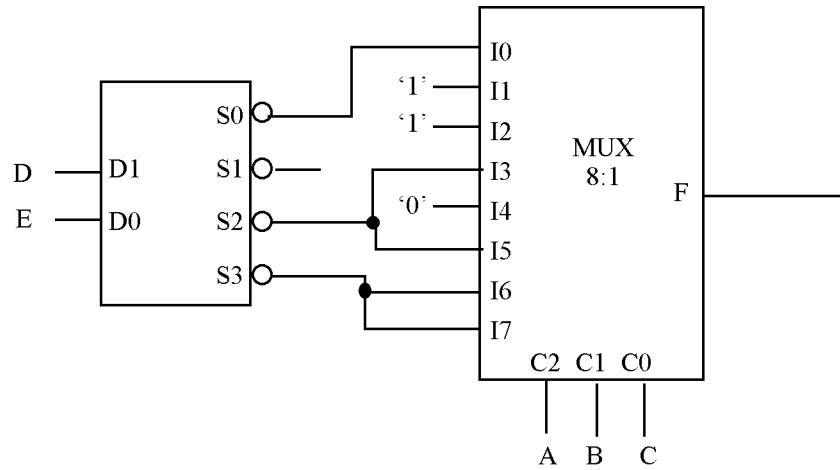 I0
‘1’
I1
S0
‘1’
I2
MUX
8:1
D
D1
S1
I3
F
‘0’
I4
E
D0
S2
I5
S3
I6
I7
C2 C1 C0
A B C